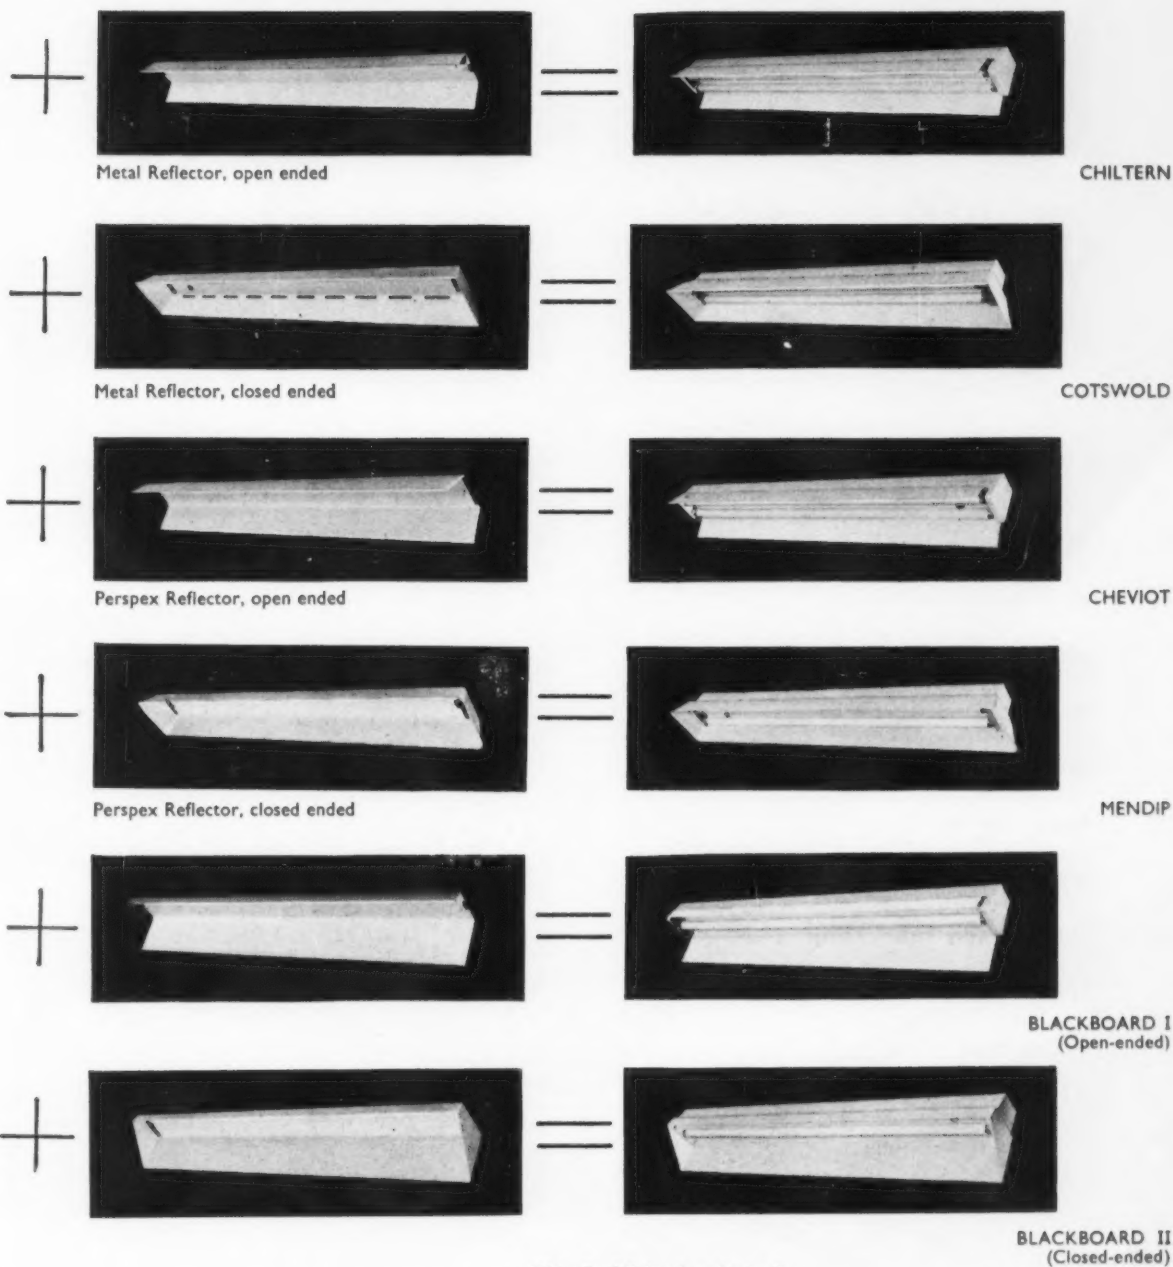 Metal Reflector, open ended
CHILTERN
Metal Reflector, closed ended
COTSWOLD
Perspex Reflector, open ended
CHEVIOT
Perspex Reflector, closed ended
MENDIP
BLACKBOARD I
(Open-ended)
BLACKBOARD II
(Closed-ended)